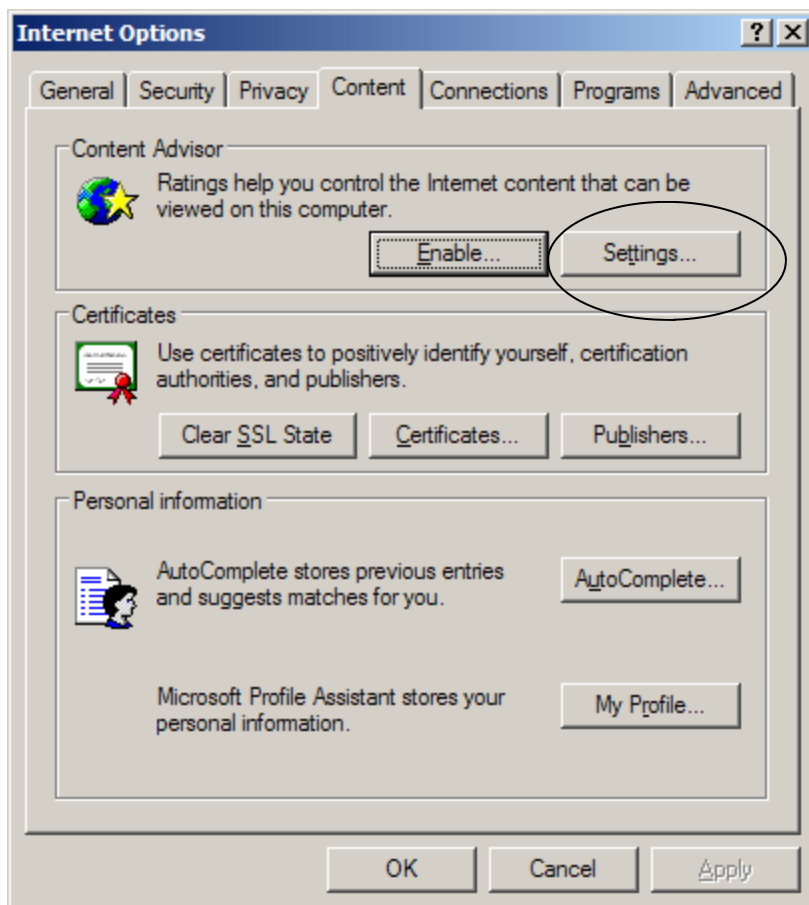 Internet Options
General Security Privacy Content Connections Programs Advanced
Content Advisor
Ratings help you control the Internet content that can be
viewed on this computer.
Enable... Settings...
Certificates
Use certificates to positively identify yourself, certification
authorities, and publishers.
Clear SSL State Certificates... Publishers...
Personal information
AutoComplete stores previous entries
and suggests matches for you.
AutoComplete...
Microsoft Profile Assistant stores your
personal information.
My Profile...
OK Cancel Apply